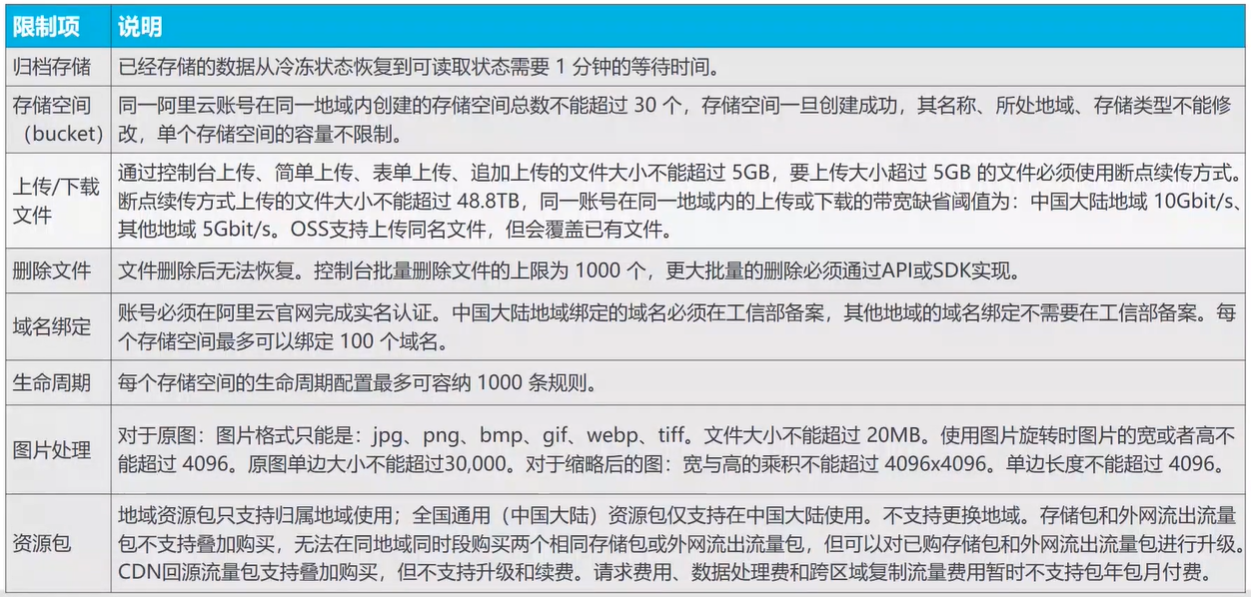 限制项 说明
归档存储 已经存储的数据从冷冻状态恢复到可读取状态需要 1 分钟的等待时间。
存储空间 同一阿里云账号在同一地域内创建的存储空间总数不能超过 30 个，存储空间一旦创建成功，其名称、所处地域、存储类型不能修
（bucket） 改，单个存储空间的容量不限制。
上传/下载
文件
通过控制台上传、简单上传、表单上传、追加上传的文件大小不能超过 5GB，要上传大小超过 5GB 的文件必须使用断点续传方式。
断点续传方式上传的文件大小不能超过 48.8TB，同一账号在同一地域内的上传或下载的带宽缺省阈值为：中国大陆地域 10Gbit/s、
其他地域 5Gbit/s。OSS支持上传同名文件，但会覆盖已有文件。
删除文件 文件删除后无法恢复。控制台批量删除文件的上限为 1000 个，更大批量的删除必须通过API或SDK实现。
域名绑定
账号必须在阿里云官网完成实名认证。中国大陆地域绑定的域名必须在工信部备案，其他地域的域名绑定不需要在工信部备案。每
个存储空间最多可以绑定 100 个域名。
生命周期 每个存储空间的生命周期配置最多可容纳 1000 条规则。
图片处理
对于原图：图片格式只能是：jpg、png、bmp、gif、webp、tiff。文件大小不能超过 20MB。使用图片旋转时图片的宽或者高不
能超过 4096。原图单边大小不能超过30,000。对于缩略后的图：宽与高的乘积不能超过 4096x4096。单边长度不能超过 4096。
资源包
地域资源包只支持归属地域使用；全国通用（中国大陆）资源包仅支持在中国大陆使用。不支持更换地域。存储包和外网流出流量
包不支持叠加购买，无法在同地域同时段购买两个相同存储包或外网流出流量包，但可以对已购存储包和外网流出流量包进行升级。
CDN回源流量包支持叠加购买，但不支持升级和续费。请求费用、数据处理费和跨区域复制流量费用暂时不支持包年包月付费。